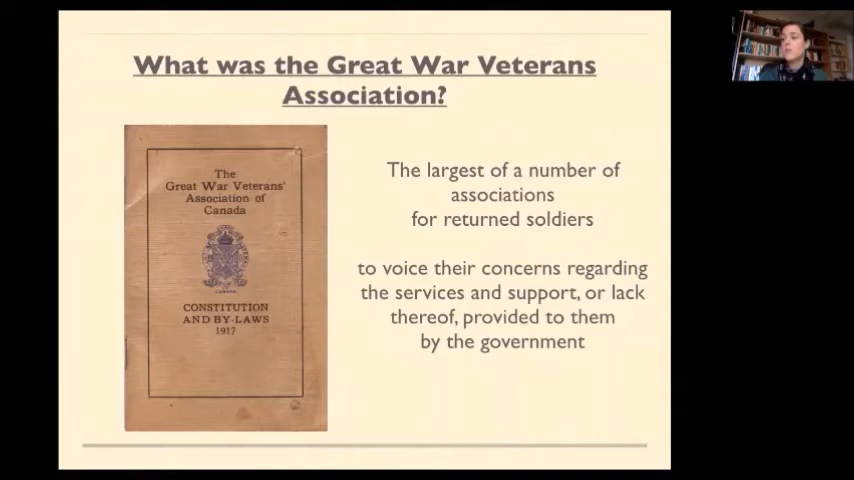 What was the Great War Veterans
Association?
The
Great War Veterans'
Association of
Canada
CONSTITUTION
AND BY-LAWS
1917
The largest of a number of
associations
for returned soldiers
to voice their concerns regarding
the services and support, or lack
thereof, provided to them
by the government